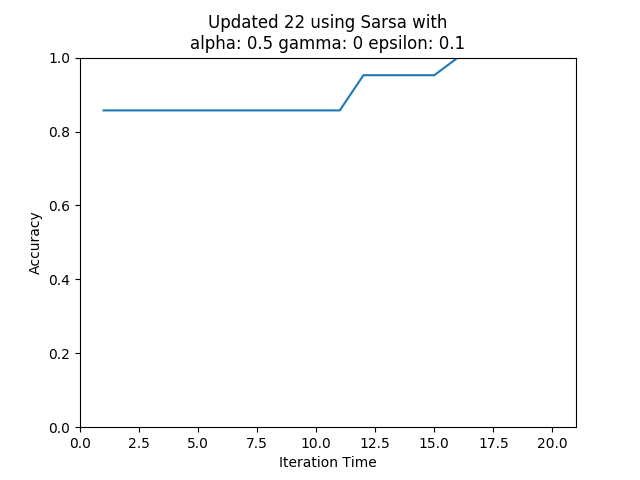 Updated 22 using Sarsa with
alpha: 0.5 gamma: 0 epsilon: 0.1
1.0
0.8
0.6
0.4
0.2
0.0
Accuracy
0.0 2.5 5.0 7.5 10.0 12.5 15.0 17.5 20.0
Iteration Time